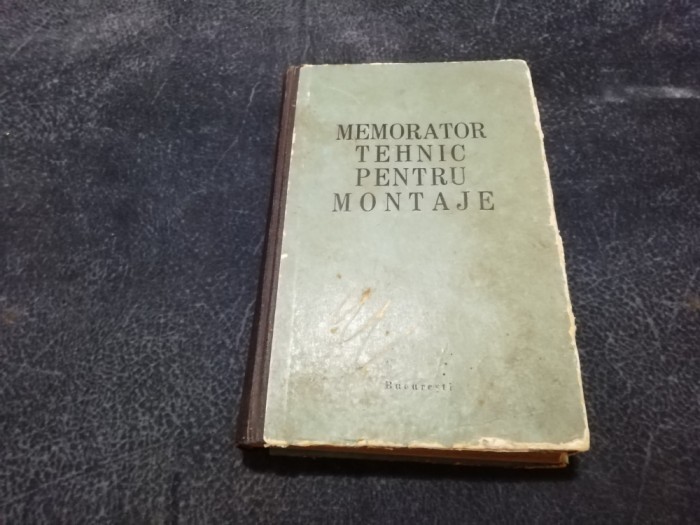 MEMORATOR
TEHNIC
PENTRU
MONTAJE
București